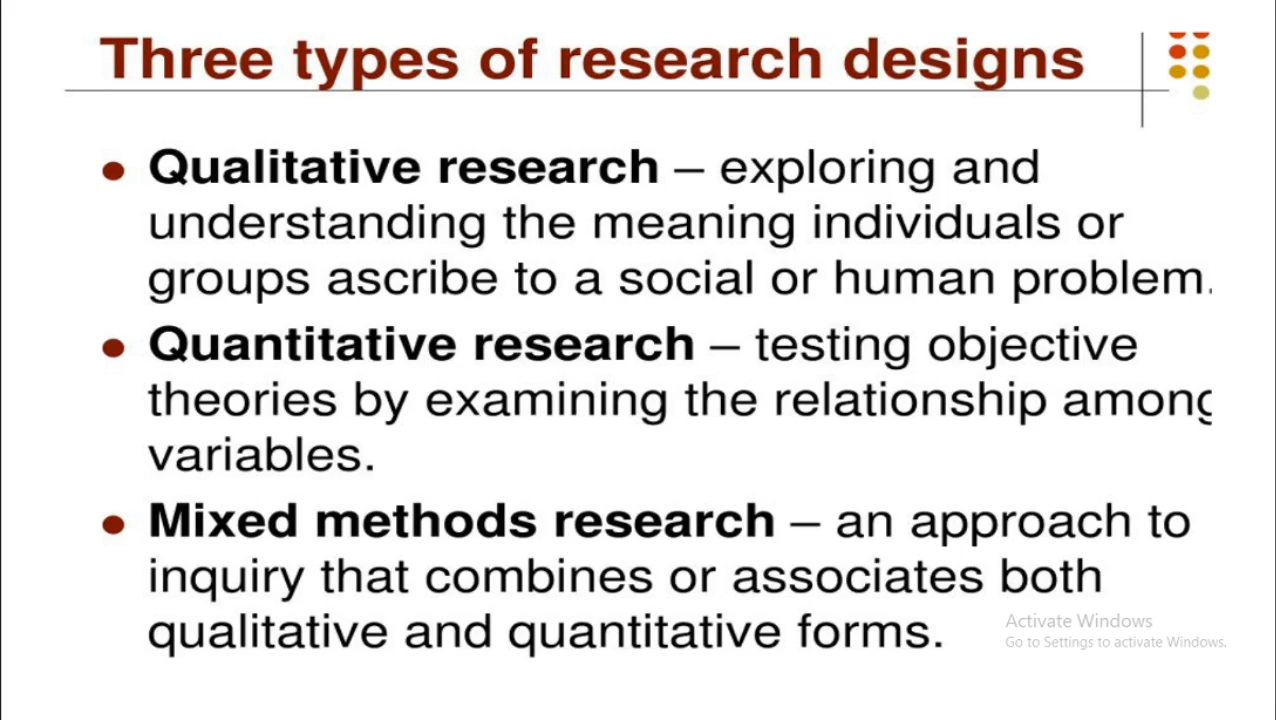 Three types of research designs
• Qualitative research – exploring and
understanding the meaning individuals or
groups ascribe to a social or human problem.
• Quantitative research – testing objective
theories by examining the relationship among
variables.
• Mixed methods research – an approach to
inquiry that combines or associates both
qualitative and quantitative forms.
Activate Windows
Go to Settings to activate Windows.